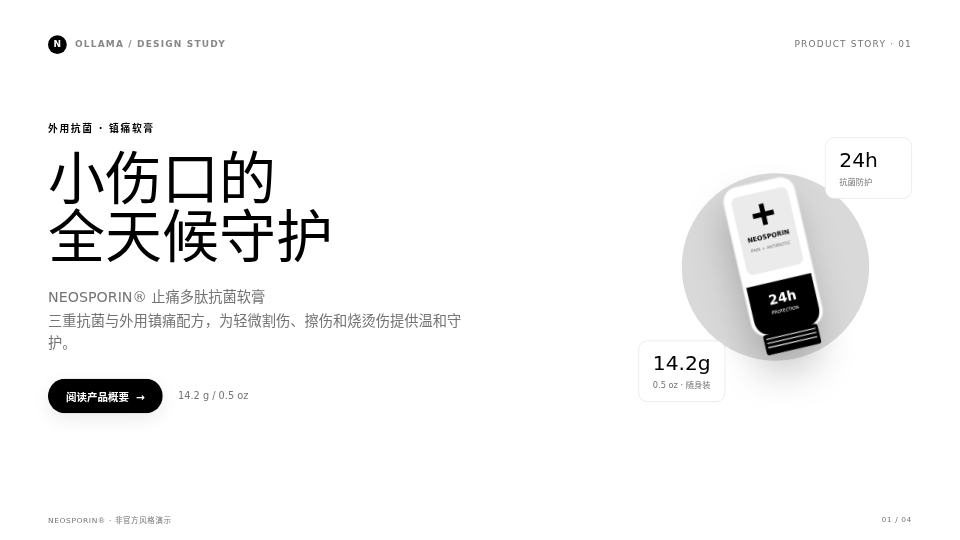 N OLLAMA / DESIGN STUDY
PRODUCT STORY · 01
外用抗菌 · 镇痛软膏
小伤口的
全天候守护
NEOSPORIN® 止痛多肽抗菌软膏
三重抗菌与外用镇痛配方，为轻微割伤、擦伤和烧烫伤提供温和守
护。
阅读产品概要 →
14.2 g / 0.5 oz
24h
抗菌防护
NEOSPORIN
PAIN + ANTIBIOTIC
24h
PROTECTION
14.2g
0.5 oz · 随身装
NEOSPORIN® · 非官方风格演示
01 / 04